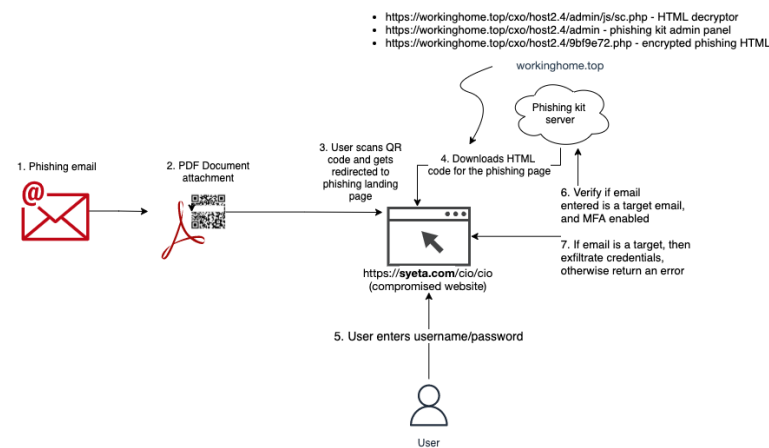 • https://workinghome.top/cxo/host2.4/admin/js/sc.php - HTML decryptor
• https://workinghome.top/cxo/host2.4/admin - phishing kit admin panel
• https://workinghome.top/cxo/host2.4/9bf9e72.php - encrypted phishing HTML
workinghome.top
Phishing kit
server
1. Phishing email
2. PDF Document
attachment
3. User scans QR
code and gets
redirected to
phishing landing
page
4. Downloads HTML
code for the phishing page
6. Verify if email
entered is a target email,
and MFA enabled
7. If email is a target, then
exfiltrate credentials,
otherwise return an error
@
https://syeta.com/cio/cio
(compromised website)
5. User enters username/password
User